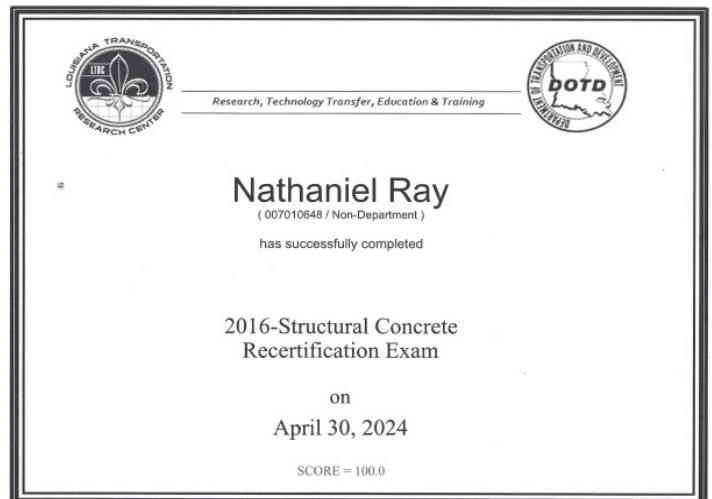 LOUISIANA TRANSPORTATION
LTRC
RESEARCH CENTER
Research, Technology Transfer, Education & Training
DEPARTMENT OF TRANSPORTATION AND DEVELOPMENT
DOTD
Nathaniel Ray
( 007010648 / Non-Department )
has successfully completed
2016-Structural Concrete
Recertification Exam
on
April 30, 2024
SCORE = 100.0